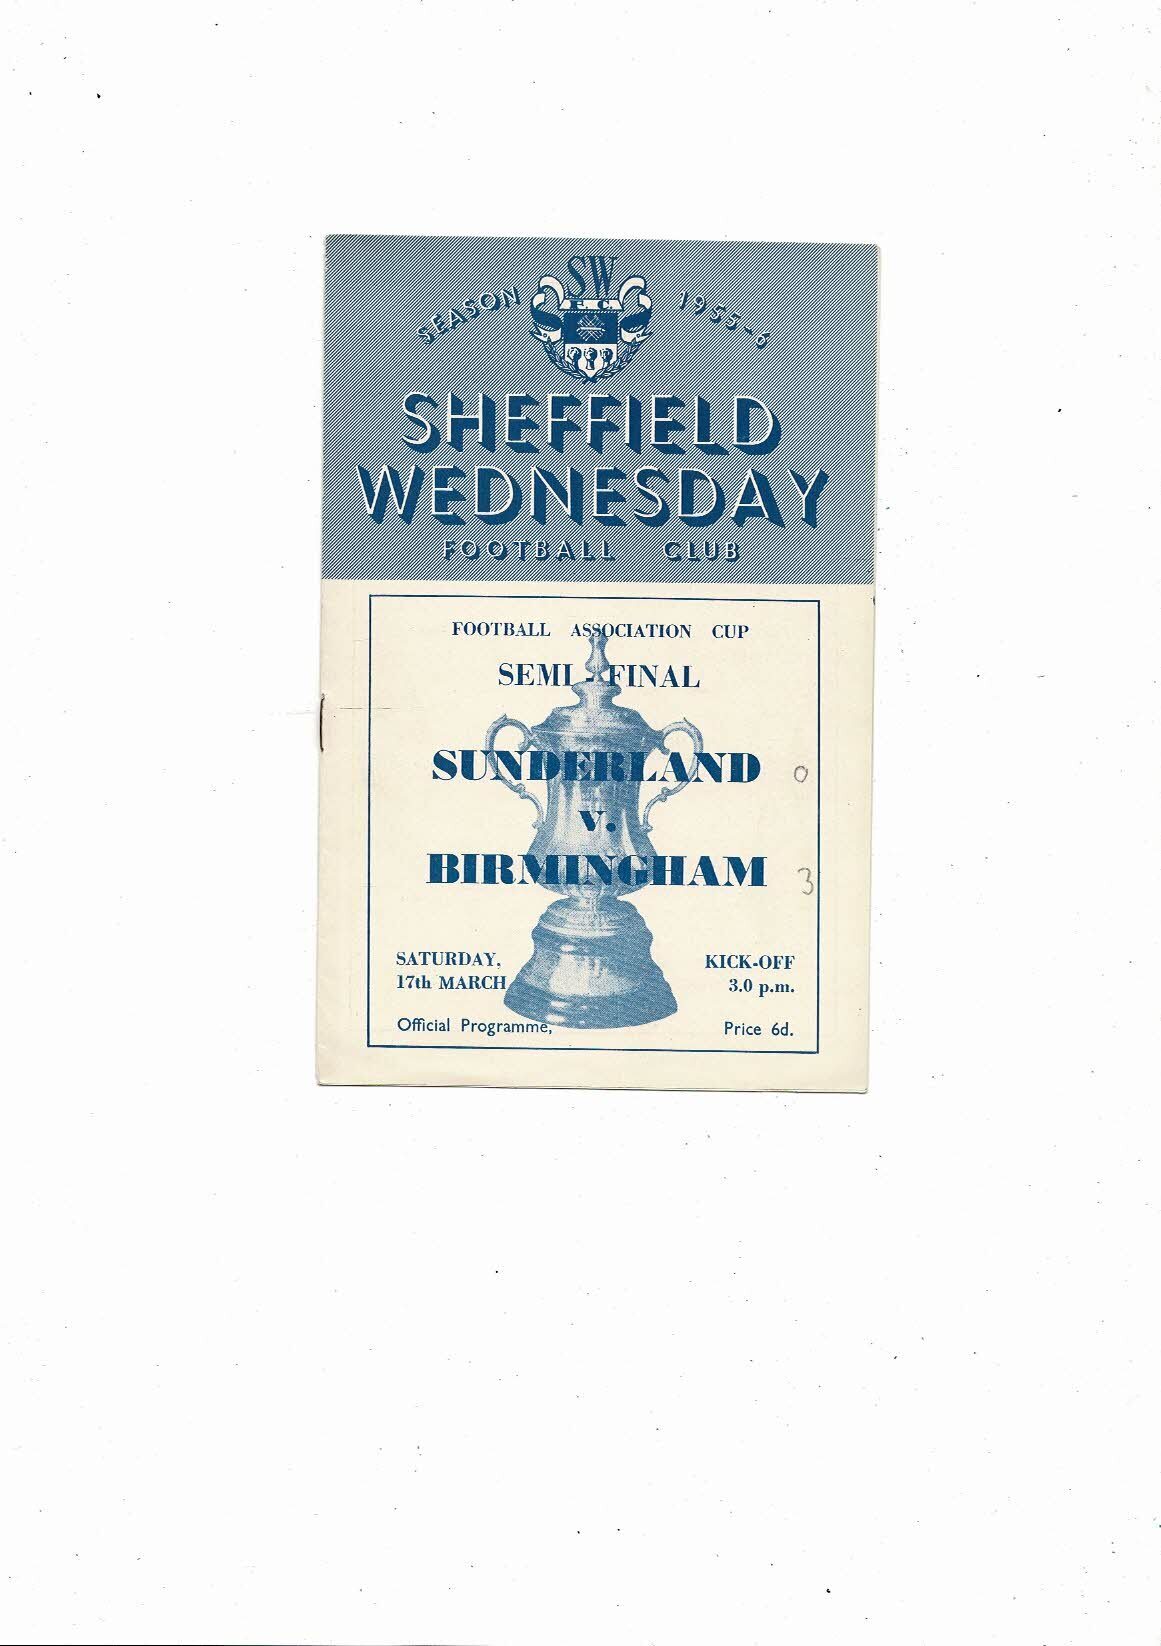 SW
F. C.
SEASON 1955-6
SHEFFIELD
WEDNESDAY
FOOTBALL CLUB
FOOTBALL ASSOCIATION CUP
SEMI - FINAL
SUNDERLAND 0
v.
BIRMINGHAM 3
SATURDAY, KICK-OFF
17th MARCH 3.0 p.m.
Official Programme, Price 6d.